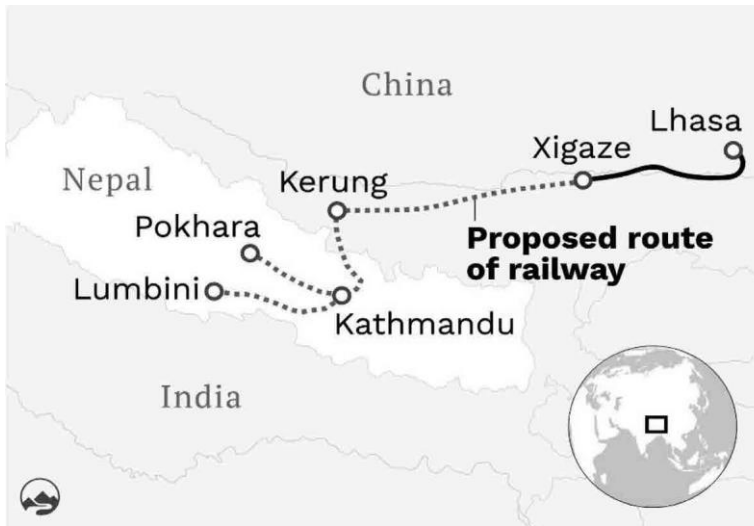 China
Lhasa
Xigaze
Nepal
Kerung
Pokhara
Proposed route
of railway
Lumbini
Kathmandu
India